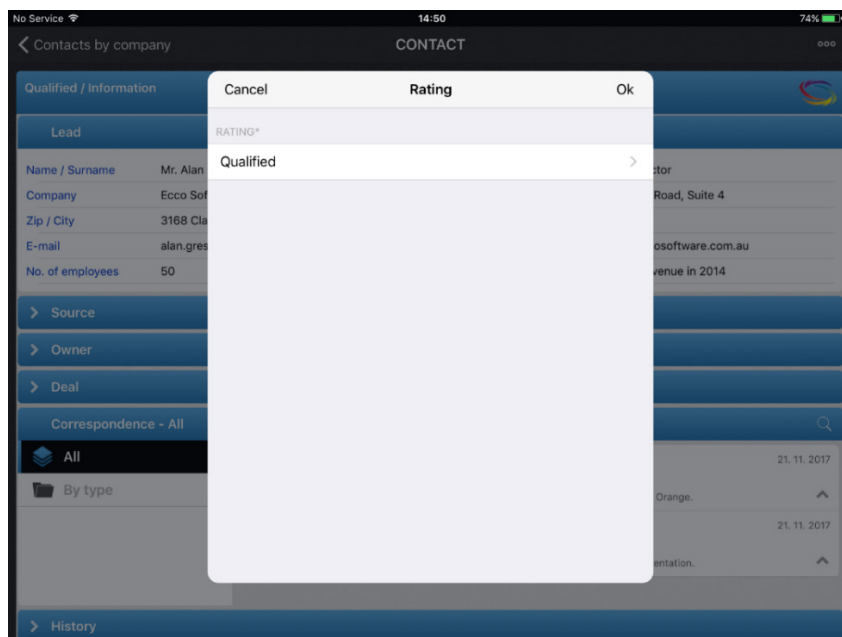 No Service 14:50 74%
Contacts by company CONTACT
Qualified / Information
Cancel Rating Ok
Lead
RATING*
Qualified
Name / Surname Mr. Alan
Company Ecco Sof Road, Suite 4
Zip / City 3168 Cla
E-mail alan.gres osoftware.com.au
No. of employees 50 venue in 2014
Source
Owner
Deal
Correspondence - All
All 21. 11. 2017
By type Orange.
21. 11. 2017
entation.
History